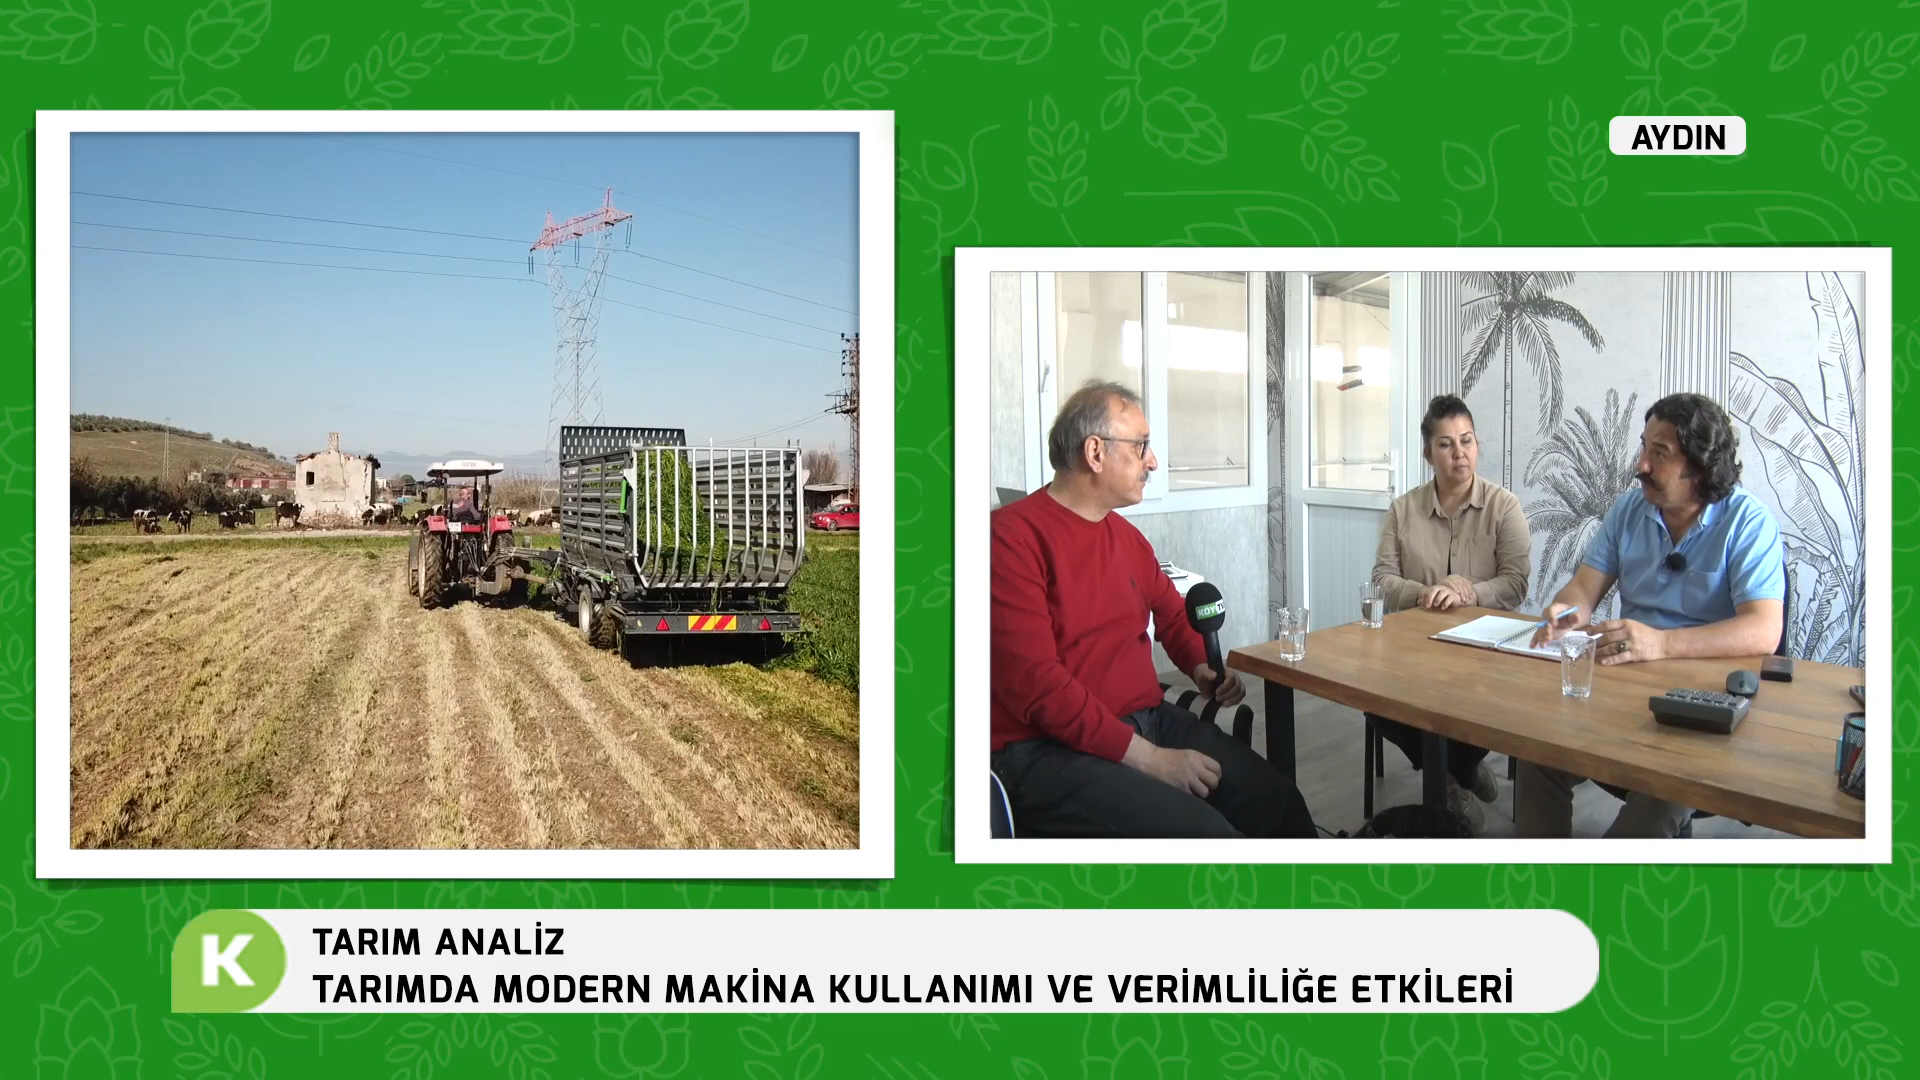 AYDIN
KÖYTV
K
TARIM ANALİZ
TARIMDA MODERN MAKİNA KULLANIMI VE VERİMLİLİĞE ETKİLERİ